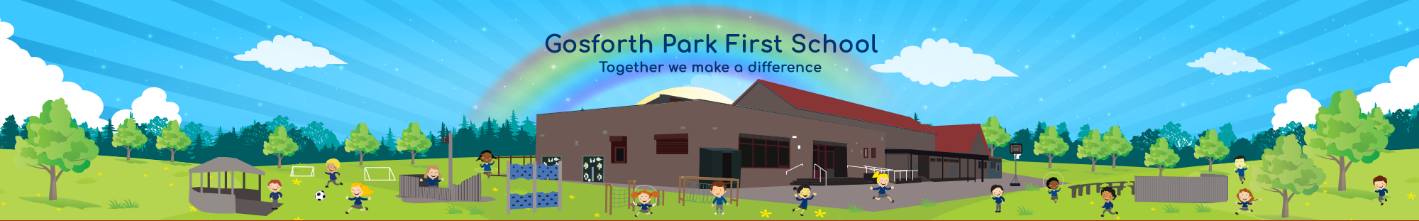 Gosforth Park First School
Together we make a difference